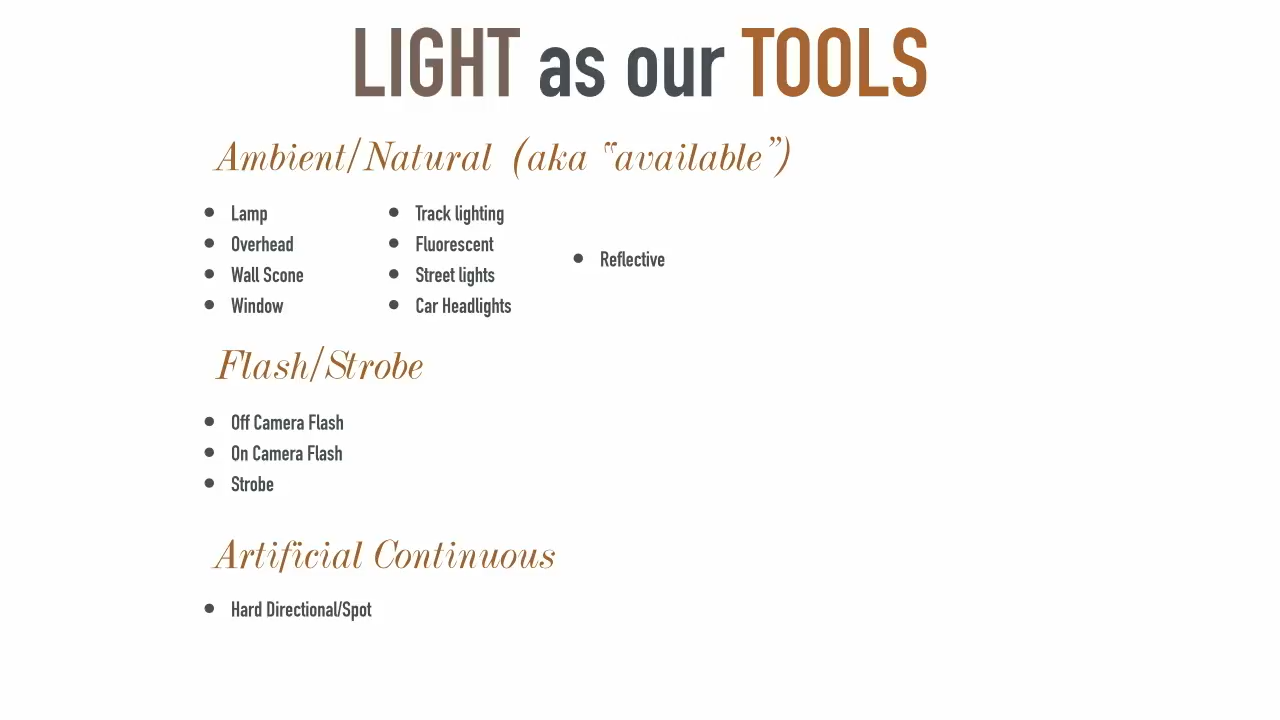 LIGHT as our TOOLS
Ambient/Natural (aka “available”)
• Lamp
• Overhead
• Wall Scone
• Window
• Track lighting
• Fluorescent
• Street lights
• Car Headlights
• Reflective
Flash/Strobe
• Off Camera Flash
• On Camera Flash
• Strobe
Artificial Continuous
• Hard Directional/Spot